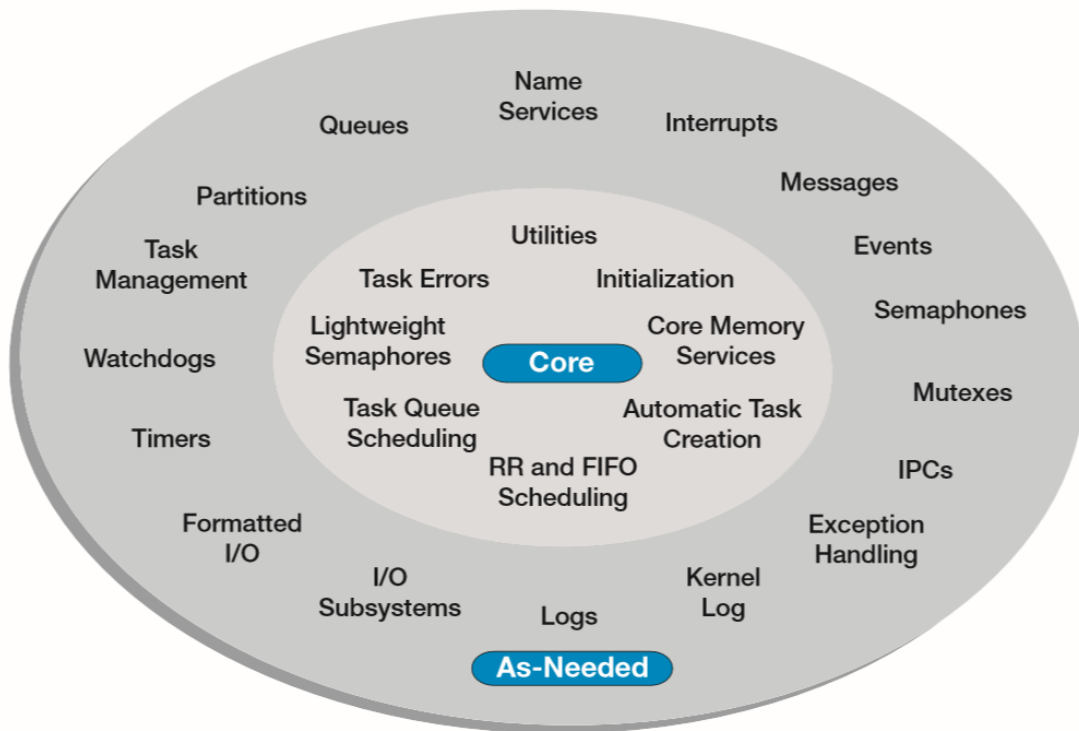 Name
Services
Queues
Interrupts
Partitions
Messages
Task
Management
Events
Semaphones
Watchdogs
Mutexes
Timers
IPCs
Formatted
I/O
Exception
Handling
I/O
Subsystems
Kernel
Log
Logs
As-Needed
Utilities
Task Errors
Initialization
Lightweight
Semaphores
Core Memory
Services
Core
Task Queue
Scheduling
Automatic Task
Creation
RR and FIFO
Scheduling